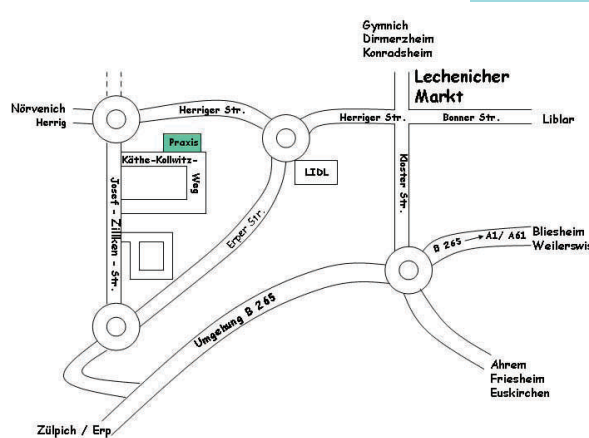 Gymnich
Dirmerzheim
Konradsheim
Lechenicher
Markt
Nörvenich
Herrig
Herriger Str.
Herriger Str.
Bonner Str.
Liblar
Praxis
Käthe-Kollwitz-
Weg
LIDL
Kloster Str.
Josef - Zillken - Str.
Erper Str.
B 265 → A1/ A61
Bliesheim
Weilerswis
Umgehung B 265
Ahrem
Friesheim
Euskirchen
Zülpich / Erp